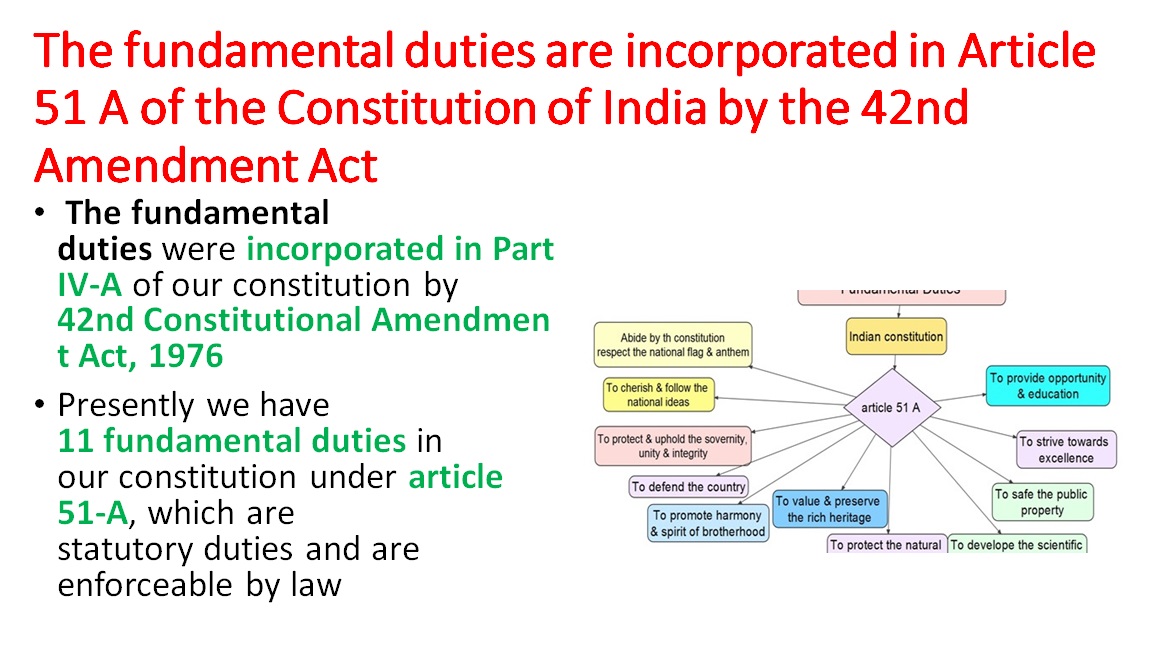 The fundamental duties are incorporated in Article
51 A of the Constitution of India by the 42nd
Amendment Act
• The fundamental
duties were incorporated in Part
IV-A of our constitution by
42nd Constitutional Amendmen
t Act, 1976
• Presently we have
11 fundamental duties in
our constitution under article
51-A, which are
statutory duties and are
enforceable by law
Fundamental Duties
Indian constitution
article 51 A
Abide by th constitution
respect the national flag & anthem
To cherish & follow the
national ideas
To protect & uphold the sovernity,
unity & integrity
To defend the country
To promote harmony
& spirit of brotherhood
To value & preserve
the rich heritage
To protect the natural
To develope the scientific
To safe the public
property
To strive towards
excellence
To provide opportunity
& education